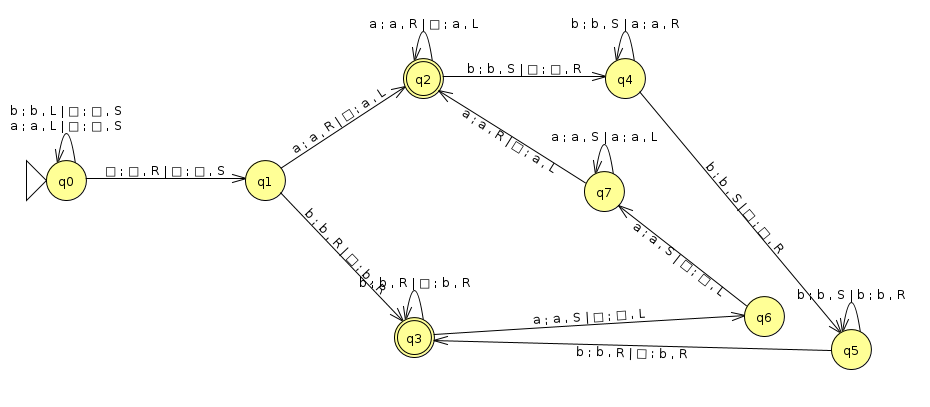 a ; a , R | □ ; a , L
b ; b , S | a ; a , R
q2
b ; b , S | □ ; □ , R
q4
b ; b , L | □ ; □ , S
a ; a , L | □ ; □ , S
a ; a , R | □ ; a , L
a ; a , R | □ ; a , L
a ; a , S | a ; a , L
q0
□ ; □ , R | □ ; □ , S
q1
q7
b ; b , S | □ ; □ , R
b ; b , R | □ ; b , R
a ; a , S | □ ; □ , L
b ; b , R | □ ; b , R
b ; b , S | b ; b , R
q3
a ; a , S | □ ; □ , L
q6
b ; b , R | □ ; b , R
q5